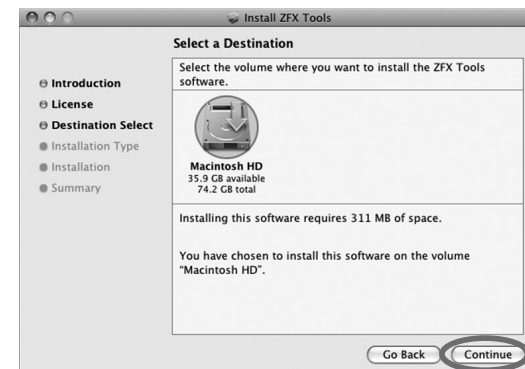 Install ZFX Tools
Select a Destination
Introduction
License
Destination Select
Installation Type
Installation
Summary
Select the volume where you want to install the ZFX Tools
software.
Macintosh HD
35.9 GB available
74.2 GB total
Installing this software requires 311 MB of space.
You have chosen to install this software on the volume
“Macintosh HD”.
Go Back
Continue